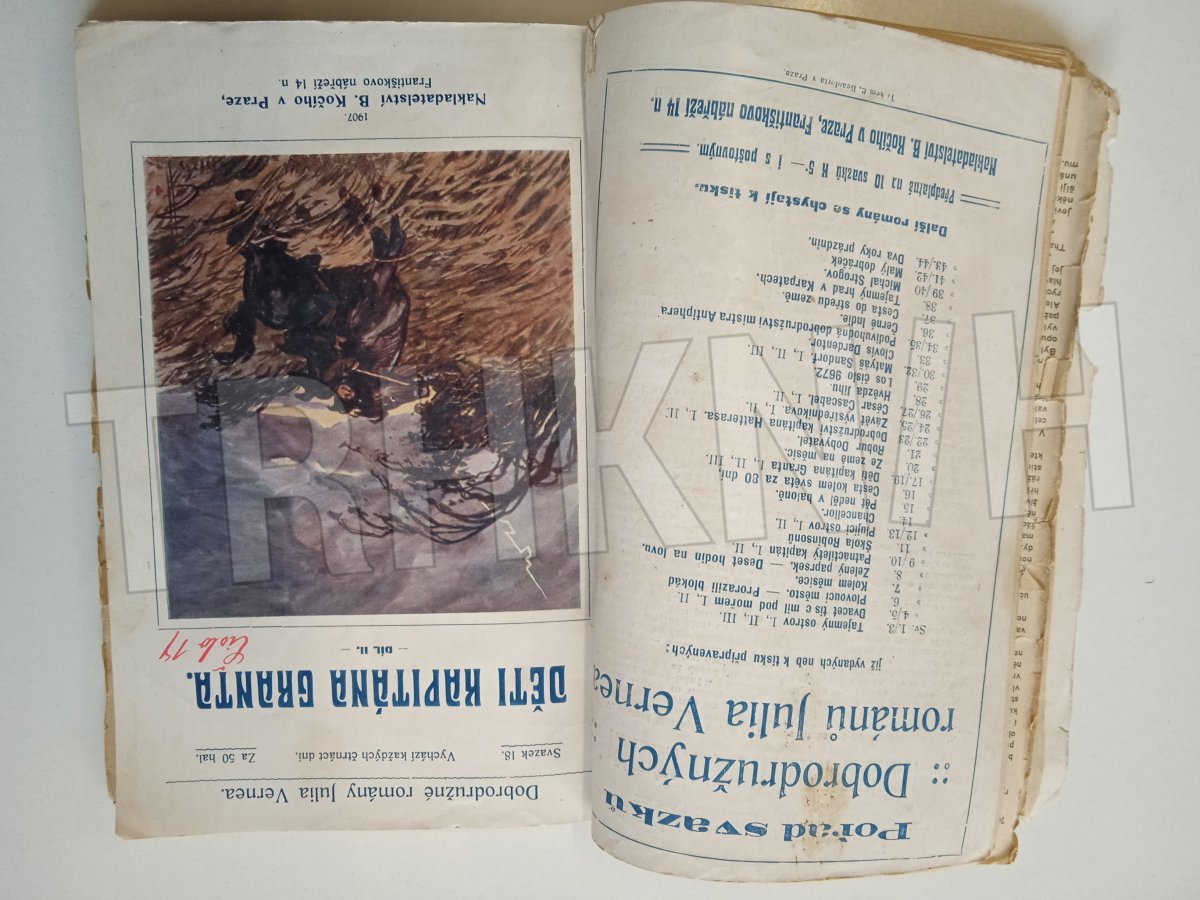 Pořad svazků
:: Dobrodružných
románů Julia Vernea
již vydaných neb k tisku připravených:
Sv. 1./3. Tajemný ostrov I., II., III.
» 4/5. Dvacet tis c mil pod mořem I., II.
» 6. Plovoucí město. — Prorazili blokád
» 7. Kolem měsíce.
» 8. Zelený paprsek. — Deset hodin na lovu.
» 9/10. Patnactiletý kapitán I., II.
» 11. Škola Robinsonů
» 12/13. Plující ostrov I., II.
» 14. Chancellor.
» 15. Pět neděl v baloně.
» 16. Cesta kolem světa za 80 dní.
» 17./19. Děti kapitána Granta I., II., III.
» 20. Ze země na měsíc.
» 21. Robur Dobyvatel.
» 22/23 Dobrodružství kapitána Hatterasa. I., II.
» 24/25. Závěť výstředníkova. I., II.
» 26/27. César Cascabel. I., II.
» 28. Hvězda Jihu.
» 29. Los číslo 9672.
» 30./32. Matyáš Sandorf. I., II., III.
» 33. Clovis Dardentor.
» 34/35. Podivuhodná dobrodružství mistra Antiphera
» 36. Černé Indie.
» 37. Cesta do středu země.
» 38. Tajemný hrad v Karpatech.
» 39/40 Michal Strogov.
» 41./42. Malý dobráček
» 43./44. Dva roky prázdnin.
Další romány se chystají k tisku.
Předplatné na 10 svazků K 5·— i s poštovným.
Nakladatelství B. Kočího v Praze, Františkovo nábřeží 14 n.
Dobrodružné romány Julia Vernea.
Svazek 18. Vychází každých čtrnáct dní. Za 50 hal.
DĚTI KAPITÁNA GRANTA.
— DÍL II. —
Číslo 14
1907.
Nakladatelství B. Kočího v Praze,
Františkovo nábřeží 14 n.
TRHKNIH